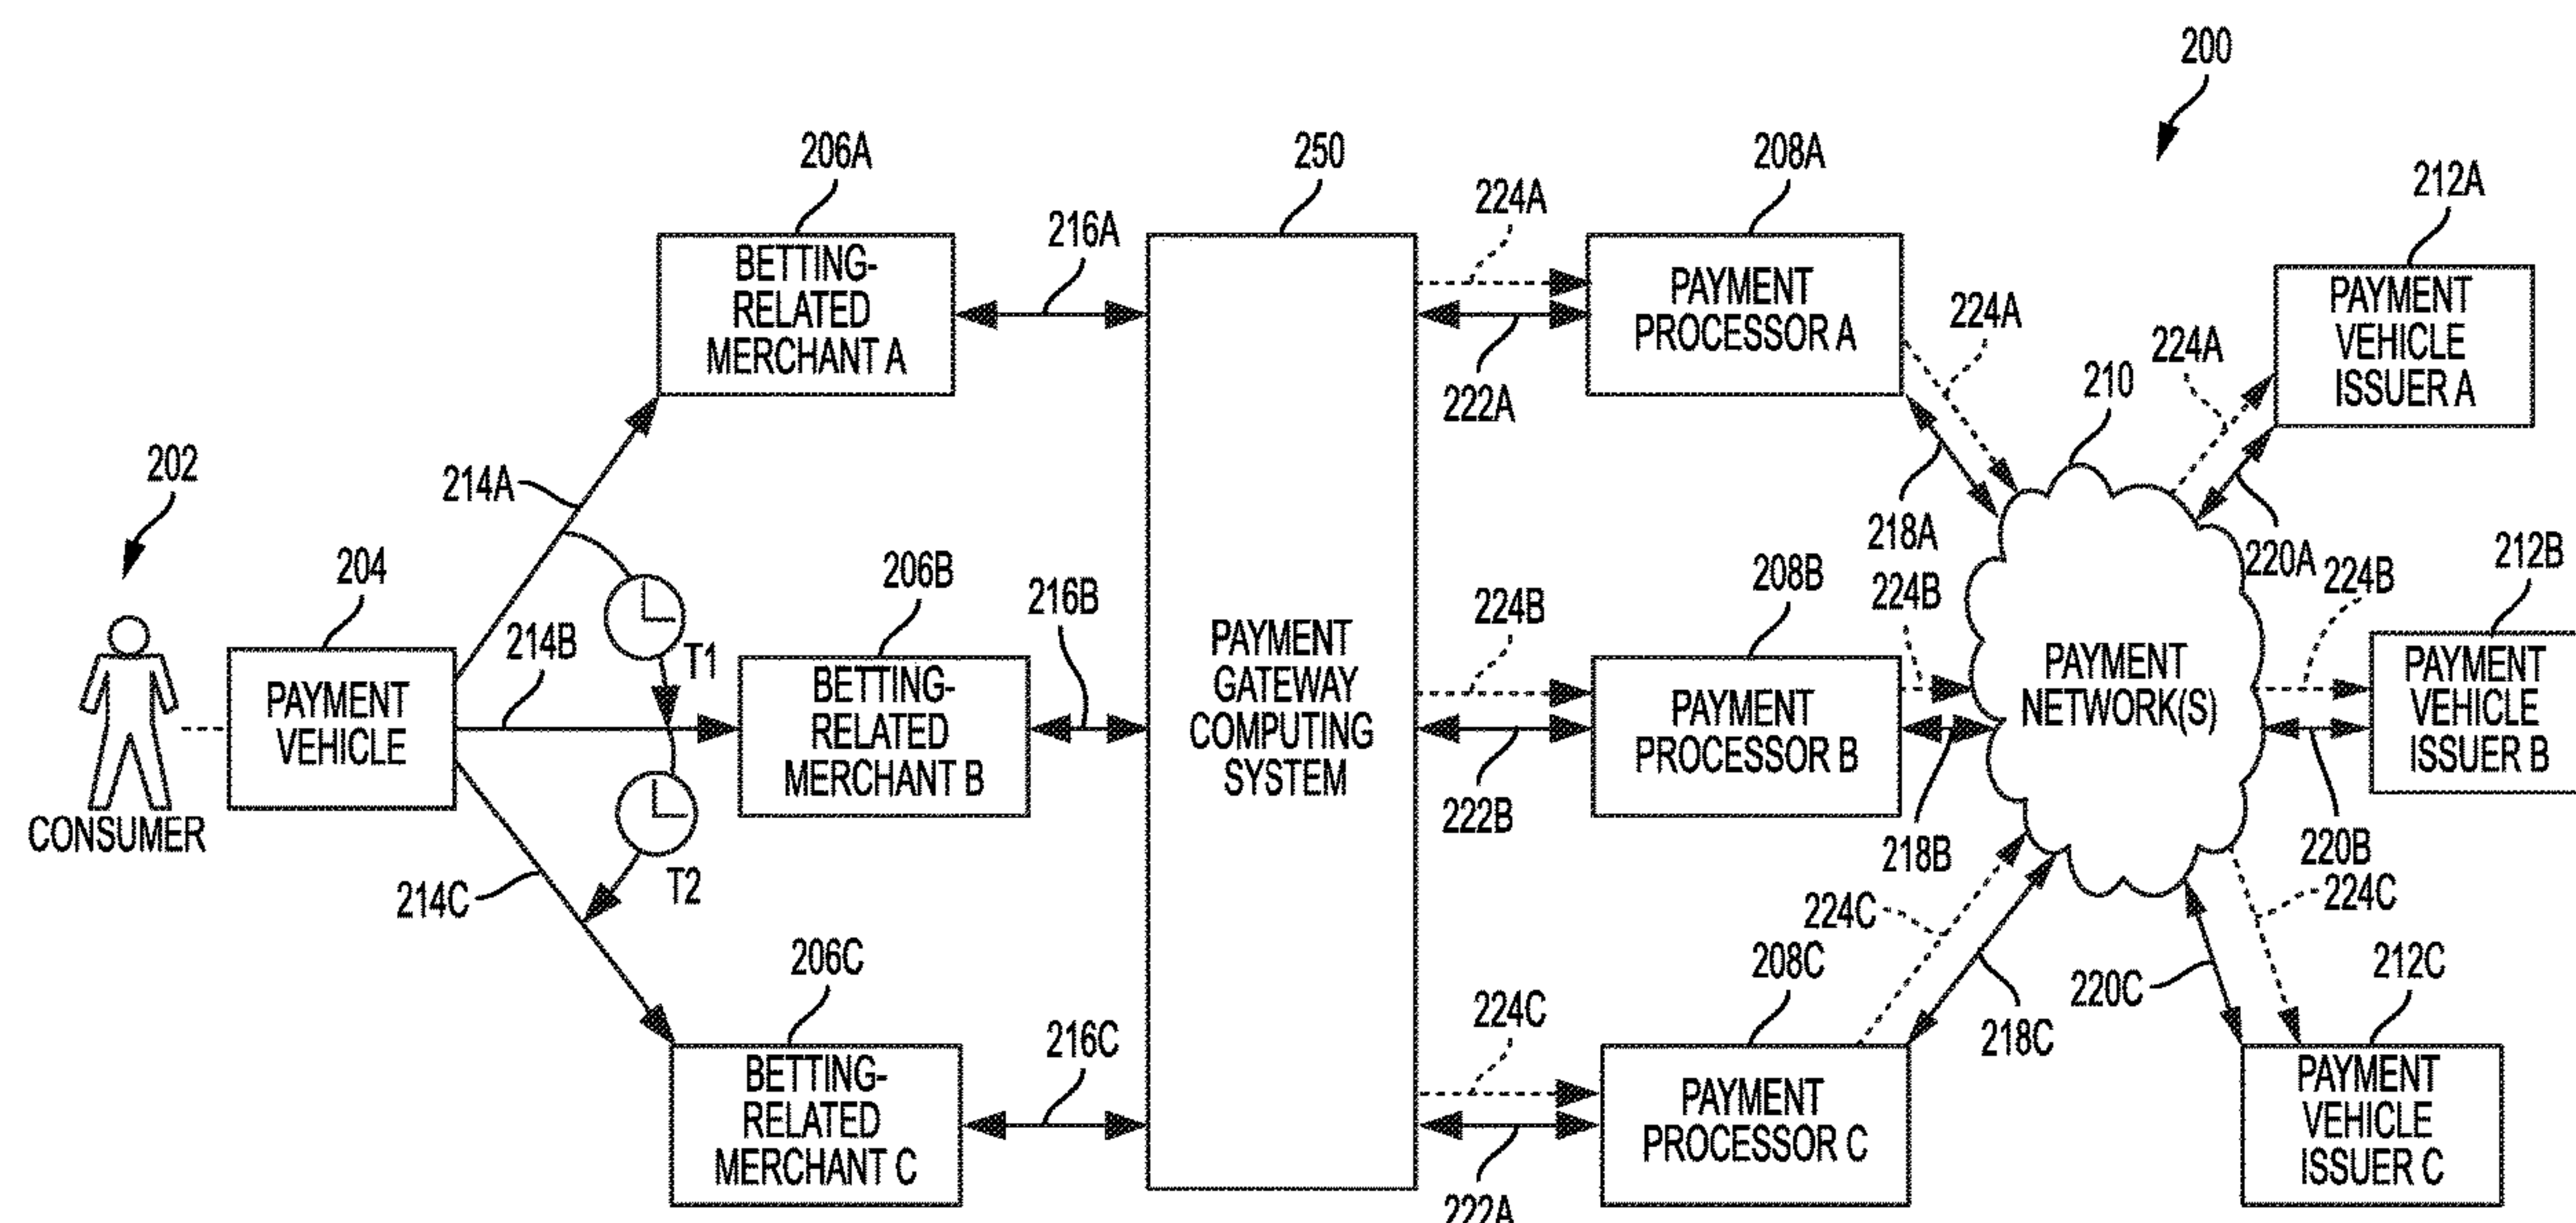 200
206A
250
208A
212A
224A
216A
BETTING-
RELATED
MERCHANT A
PAYMENT
PROCESSOR A
224A
224A
PAYMENT
VEHICLE
ISSUER A
222A
210
202
214A
218A
220A
204
206B
216B
224B
208B
224B
224B
212B
214B
T1
PAYMENT
VEHICLE
BETTING-
RELATED
MERCHANT B
PAYMENT
GATEWAY
COMPUTING
SYSTEM
PAYMENT
PROCESSOR B
PAYMENT
NETWORK(S)
PAYMENT
VEHICLE
ISSUER B
CONSUMER
222B
218B
220B
T2
214C
224C
224C
206C
208C
212C
220C
216C
224C
218C
BETTING-
RELATED
MERCHANT C
PAYMENT
PROCESSOR C
PAYMENT
VEHICLE
ISSUER C
222A